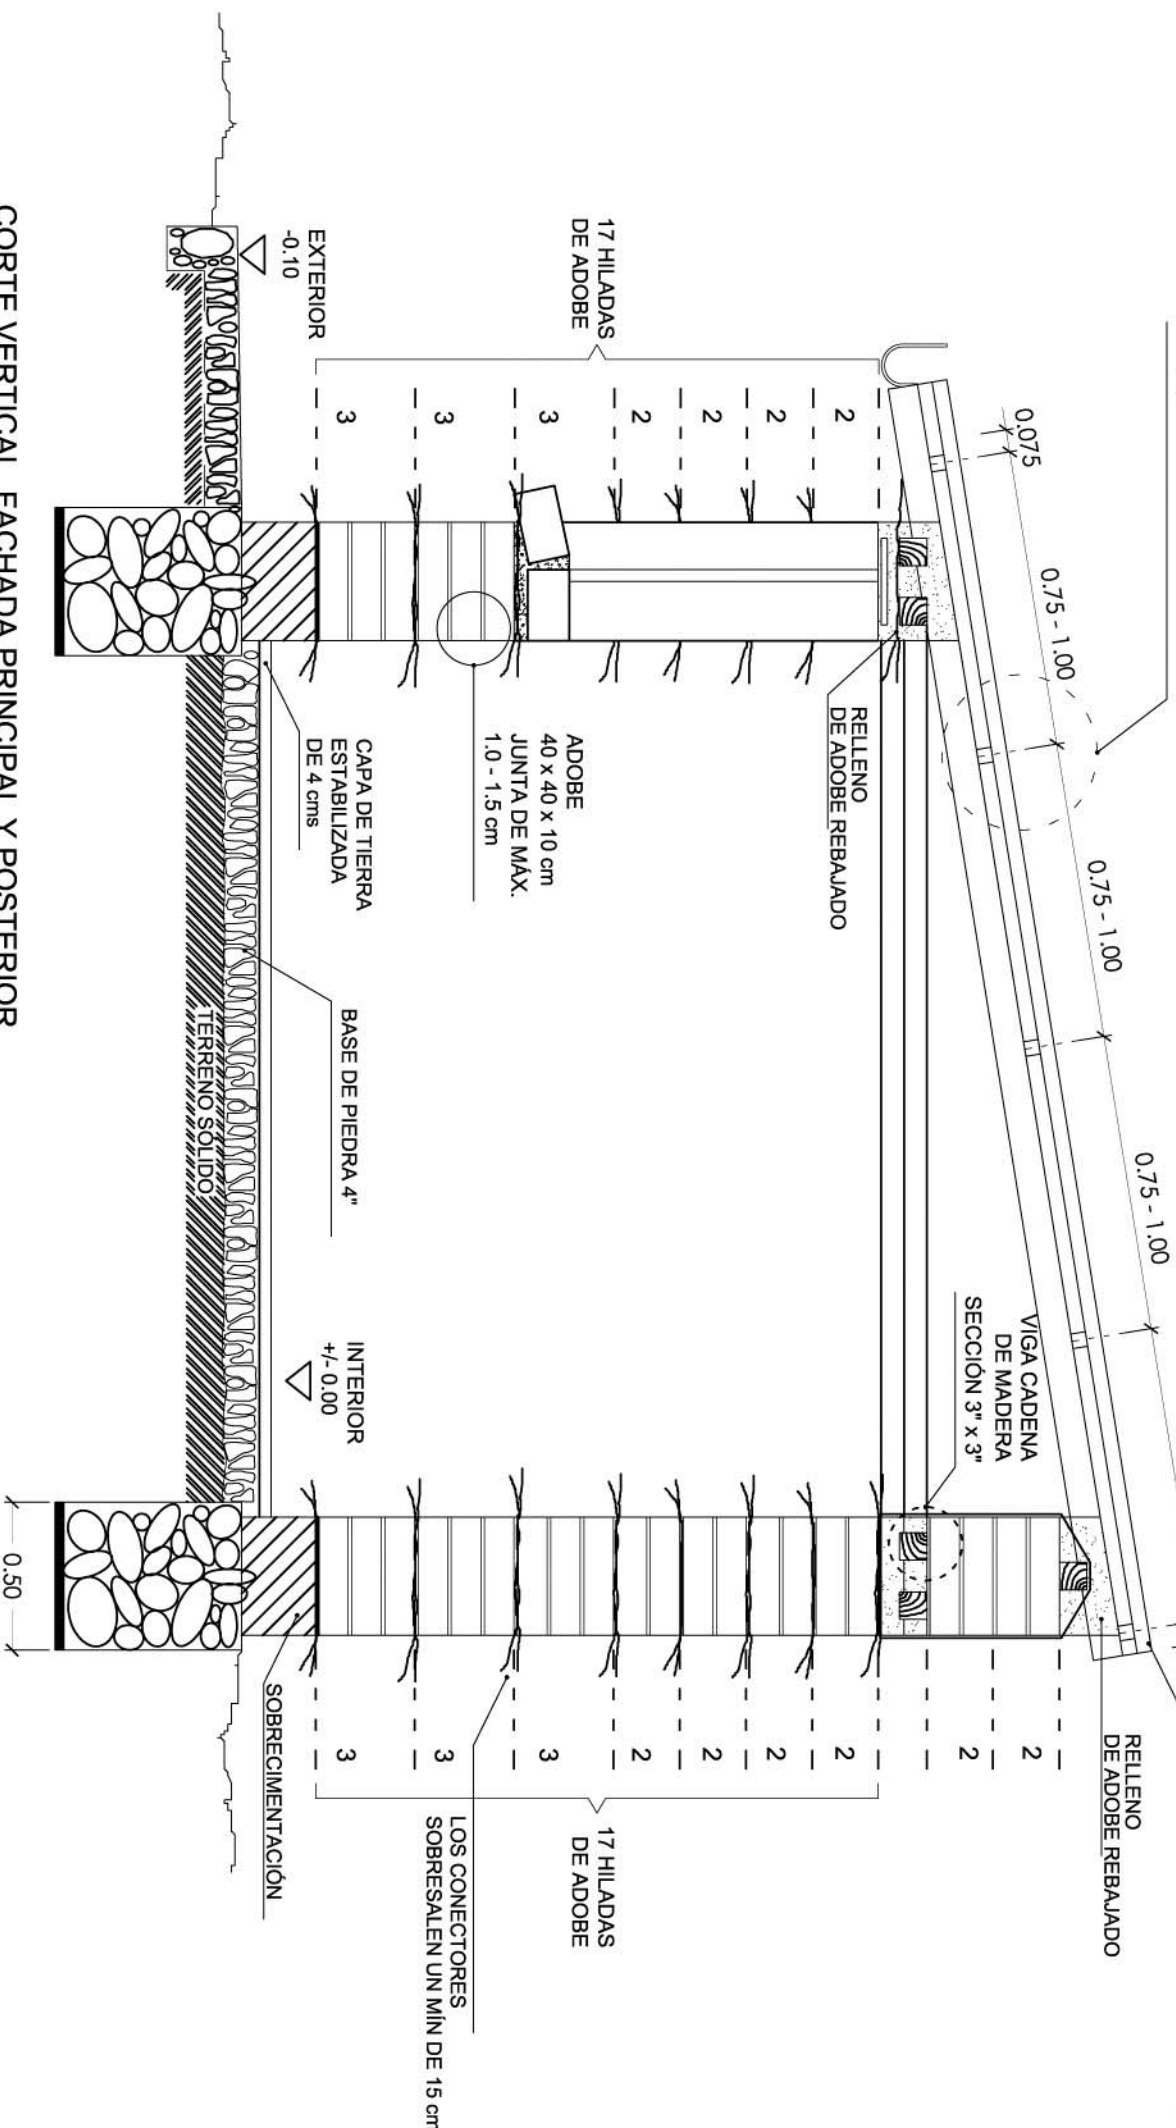 0.075
0.75 - 1.00
0.75 - 1.00
0.75 - 1.00
RELLENO
DE ADOBE REBAJADO
VIGA CADENA
DE MADERA
SECCIÓN 3" x 3"
RELLENO
DE ADOBE REBAJADO
17 HILADAS
DE ADOBE
2
2
2
2
3
3
3
ADOBE
40 x 40 x 10 cm
JUNTA DE MÁX.
1.0 - 1.5 cm
2
2
2
2
2
2
3
3
3
17 HILADAS
DE ADOBE
LOS CONECTORES
SOBRESALEN UN MÍN DE 15 cm
EXTERIOR
-0.10
CAPA DE TIERRA
ESTABILIZADA
DE 4 cms
BASE DE PIEDRA 4"
INTERIOR
+/- 0.00
SOBRECIMENTACIÓN
TERRENO SÓLIDO
0.50
CORTE VERTICAL FACHADA PRINCIPAL Y POSTERIOR